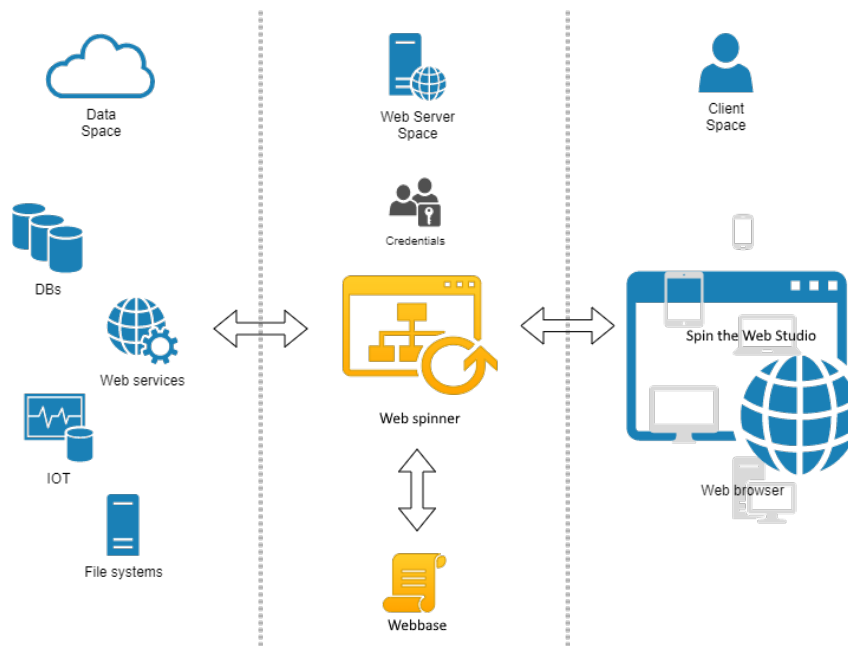 Data
Space
Web Server
Space
Client
Space
Credentials
DBs
Spin the Web Studio
Web services
Web spinner
IOT
Web browser
File systems
Webbase